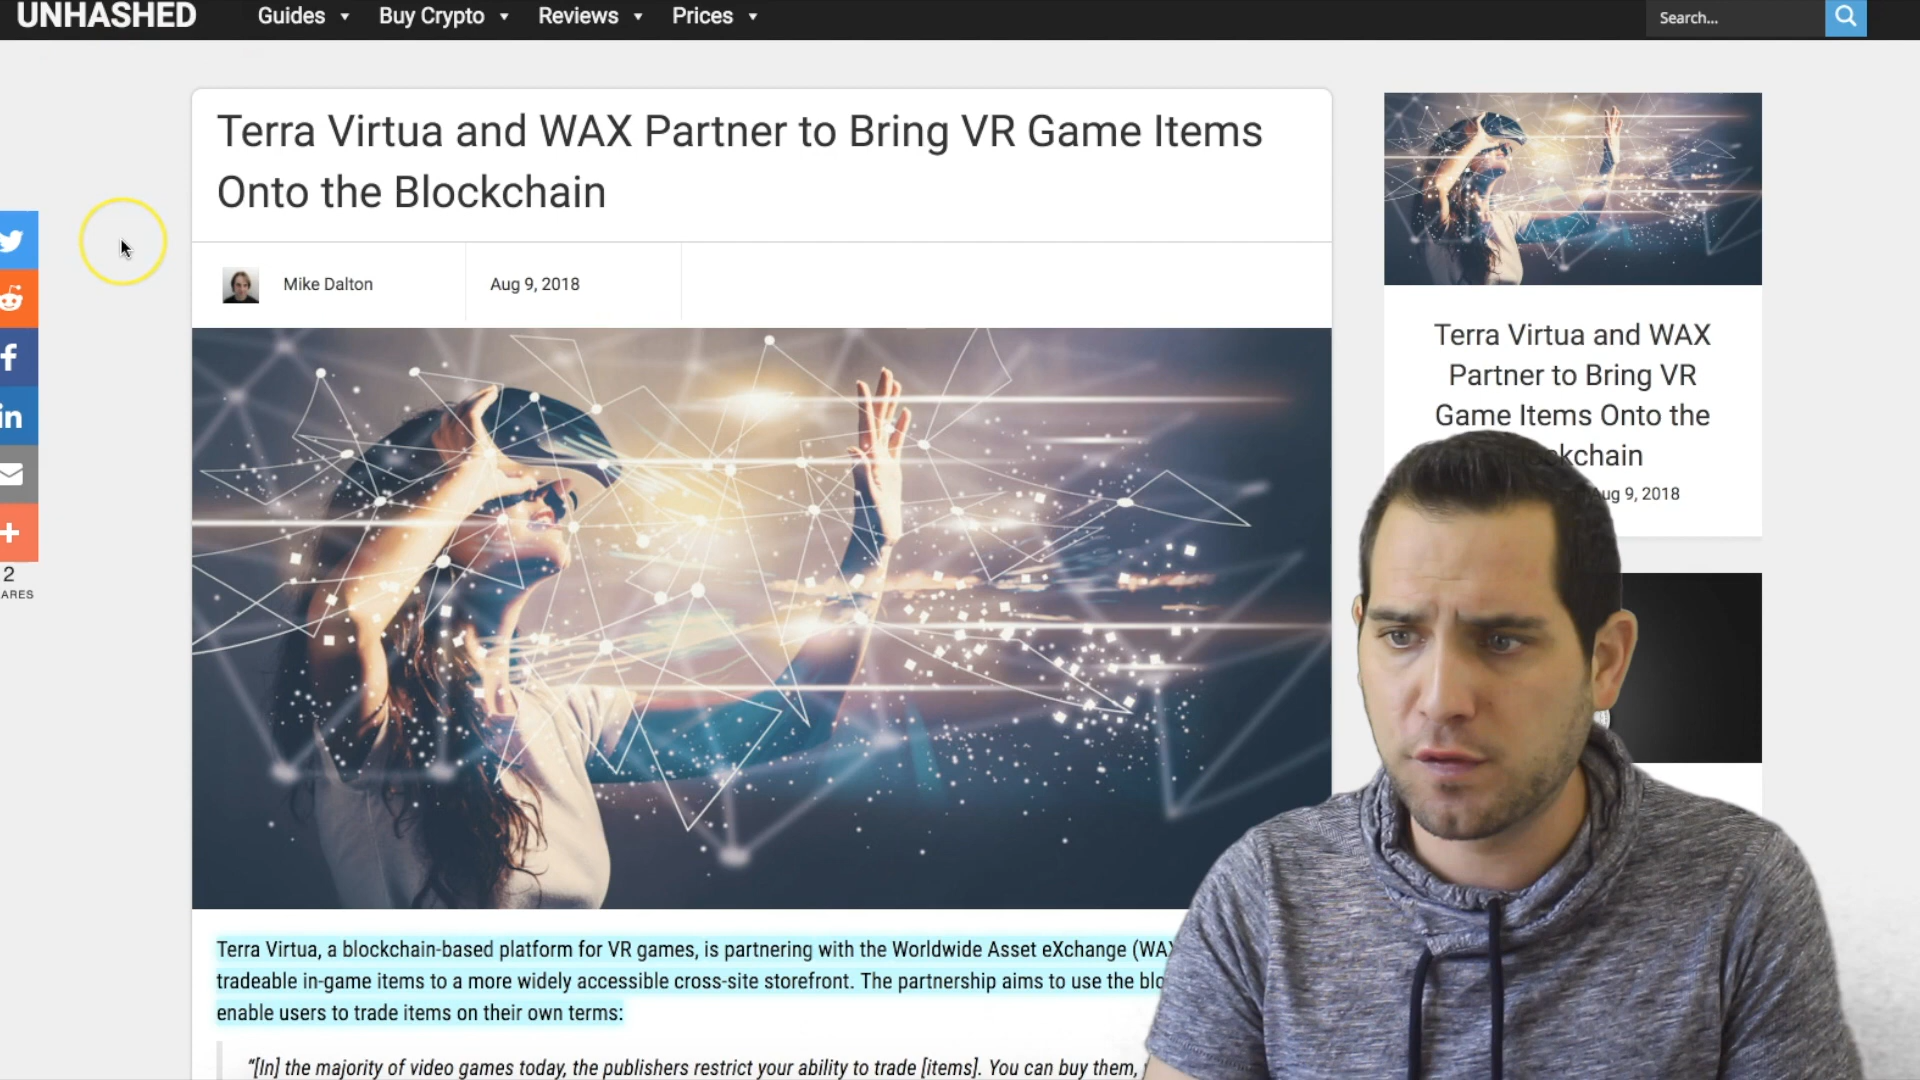 UNHASHED
Guides
Buy Crypto
Reviews
Prices
Search...
Terra Virtua and WAX Partner to Bring VR Game Items
Onto the Blockchain
Mike Dalton
Aug 9, 2018
Terra Virtua and WAX
Partner to Bring VR
Game Items Onto the
kchain
Aug 9, 2018
in
2
ARES
Terra Virtua, a blockchain-based platform for VR games, is partnering with the Worldwide Asset eXchange (WAX
tradeable in-game items to a more widely accessible cross-site storefront. The partnership aims to use the blo
enable users to trade items on their own terms:
"[In] the majority of video games today, the publishers restrict your ability to trade [items]. You can buy them,